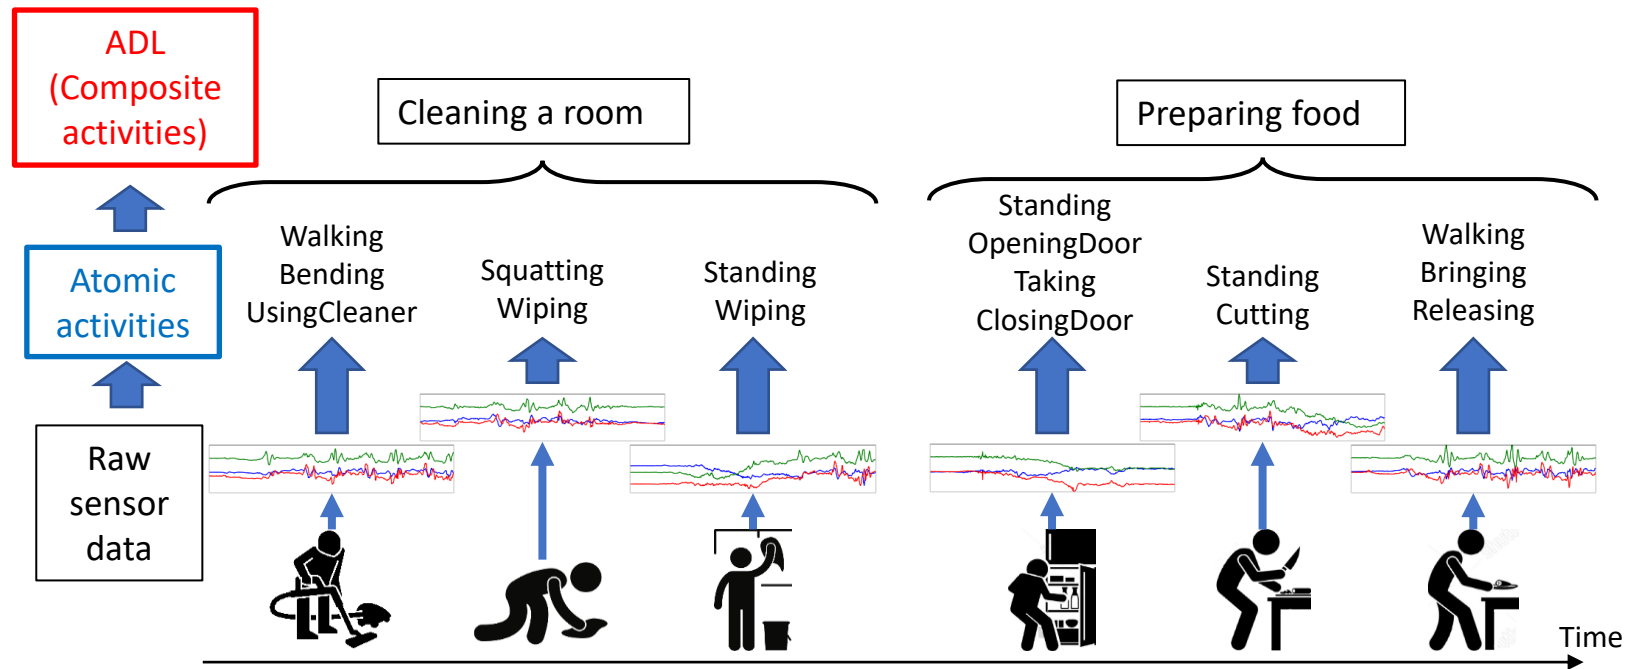 ADL
(Composite
activities)
Atomic
activities
Raw
sensor
data
Cleaning a room
Walking
Bending
UsingCleaner
Squatting
Wiping
Standing
Wiping
Preparing food
Standing
OpeningDoor
Taking
ClosingDoor
Standing
Cutting
Walking
Bringing
Releasing
Time